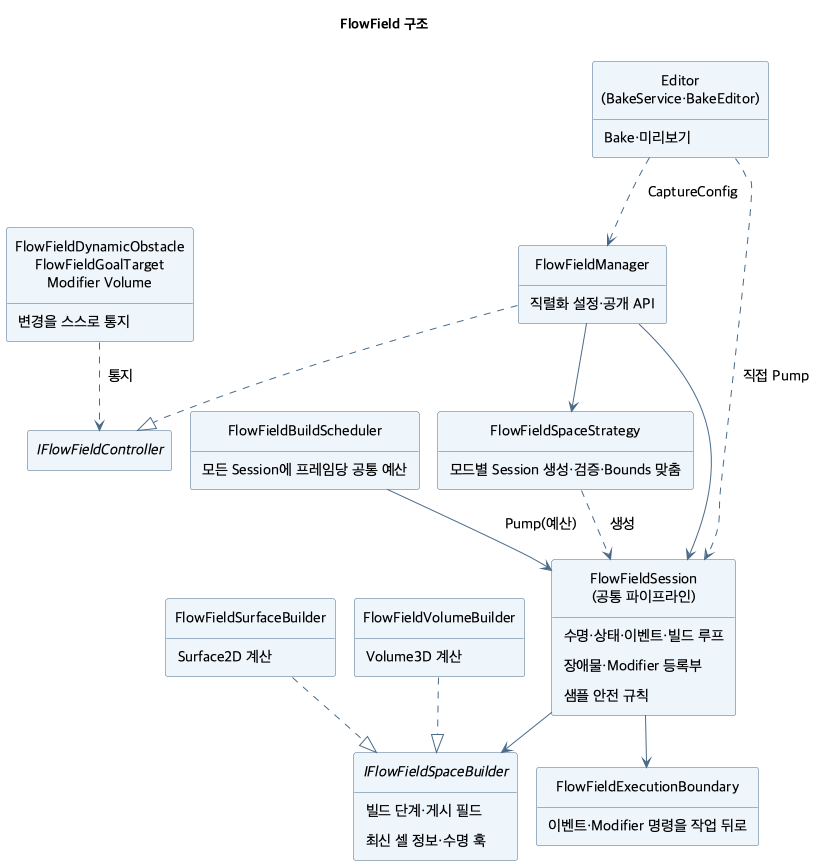 FlowField 구조
Editor
(BakeService·BakeEditor)
Bake·미리보기
CaptureConfig
FlowFieldDynamicObstacle
FlowFieldGoalTarget
Modifier Volume
변경을 스스로 통지
FlowFieldManager
직렬화 설정·공개 API
통지
직접 Pump
IFlowFieldController
FlowFieldBuildScheduler
모든 Session에 프레임당 공통 예산
FlowFieldSpaceStrategy
모드별 Session 생성·검증·Bounds 맞춤
Pump(예산)
생성
FlowFieldSession
(공통 파이프라인)
수명·상태·이벤트·빌드 루프
장애물·Modifier 등록부
샘플 안전 규칙
FlowFieldSurfaceBuilder
Surface2D 계산
FlowFieldVolumeBuilder
Volume3D 계산
IFlowFieldSpaceBuilder
빌드 단계·게시 필드
최신 셀 정보·수명 훅
FlowFieldExecutionBoundary
이벤트·Modifier 명령을 작업 뒤로